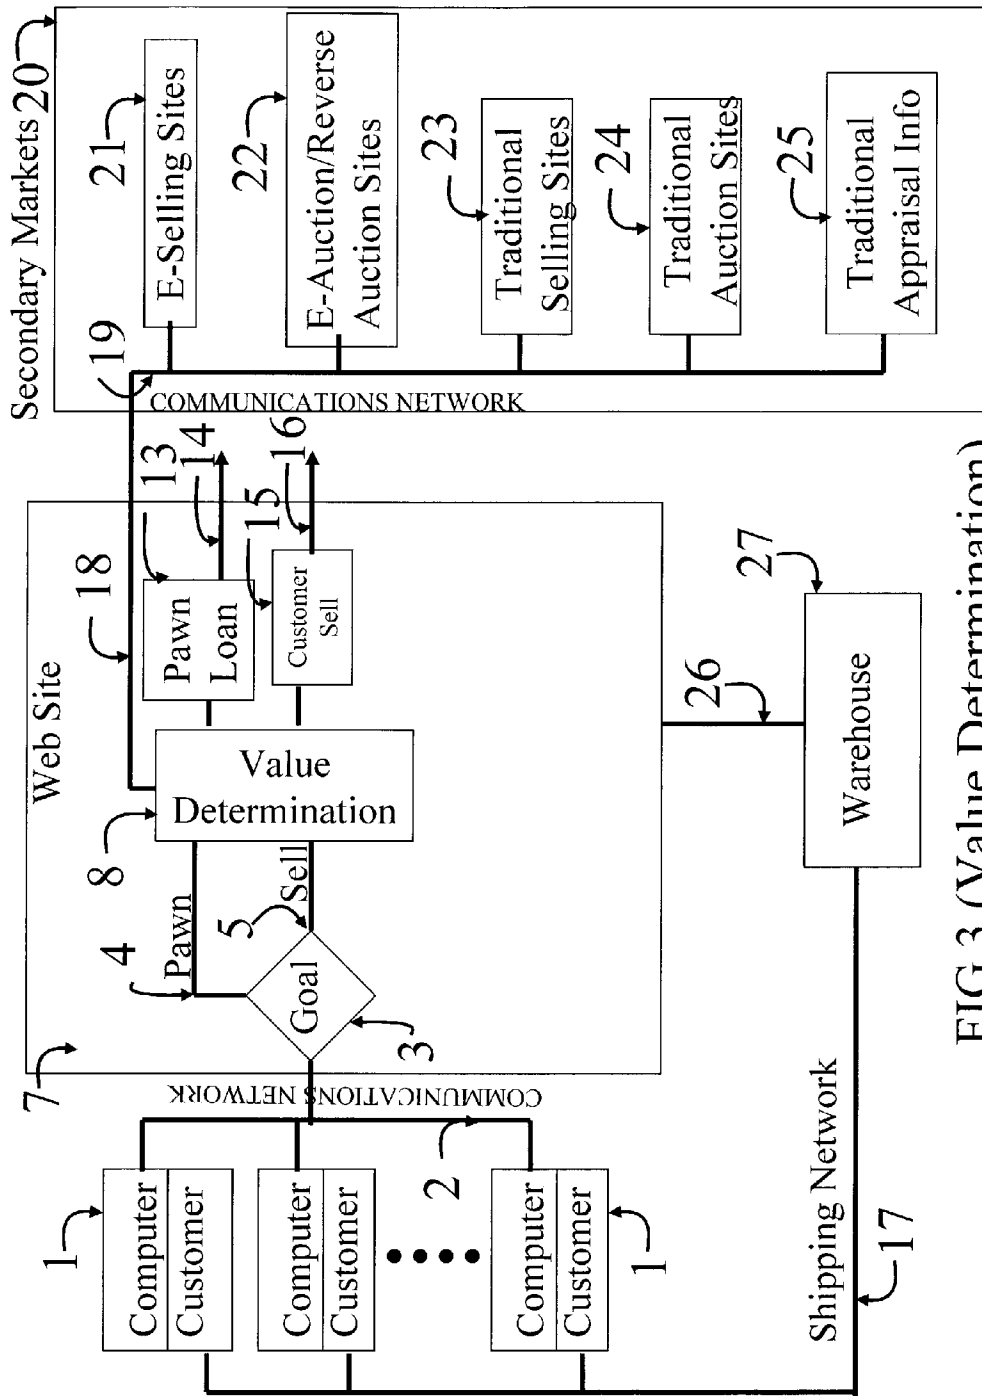 Secondary Markets 20
21
E-Selling Sites
22
E-Auction/Reverse
Auction Sites
23
Traditional
Selling Sites
24
Traditional
Auction Sites
25
Traditional
Appraisal Info
19
COMMUNICATIONS NETWORK
Web Site
7
18
13
14
Pawn
Loan
15
16
Customer
Sell
8
Value
Determination
4
Pawn
5
Sell
Goal
3
COMMUNICATIONS NETWORK
2
1
Computer
Customer
Computer
Customer
Computer
Customer
1
26
27
Warehouse
Shipping Network
17
FIG 3 (Value Determination)